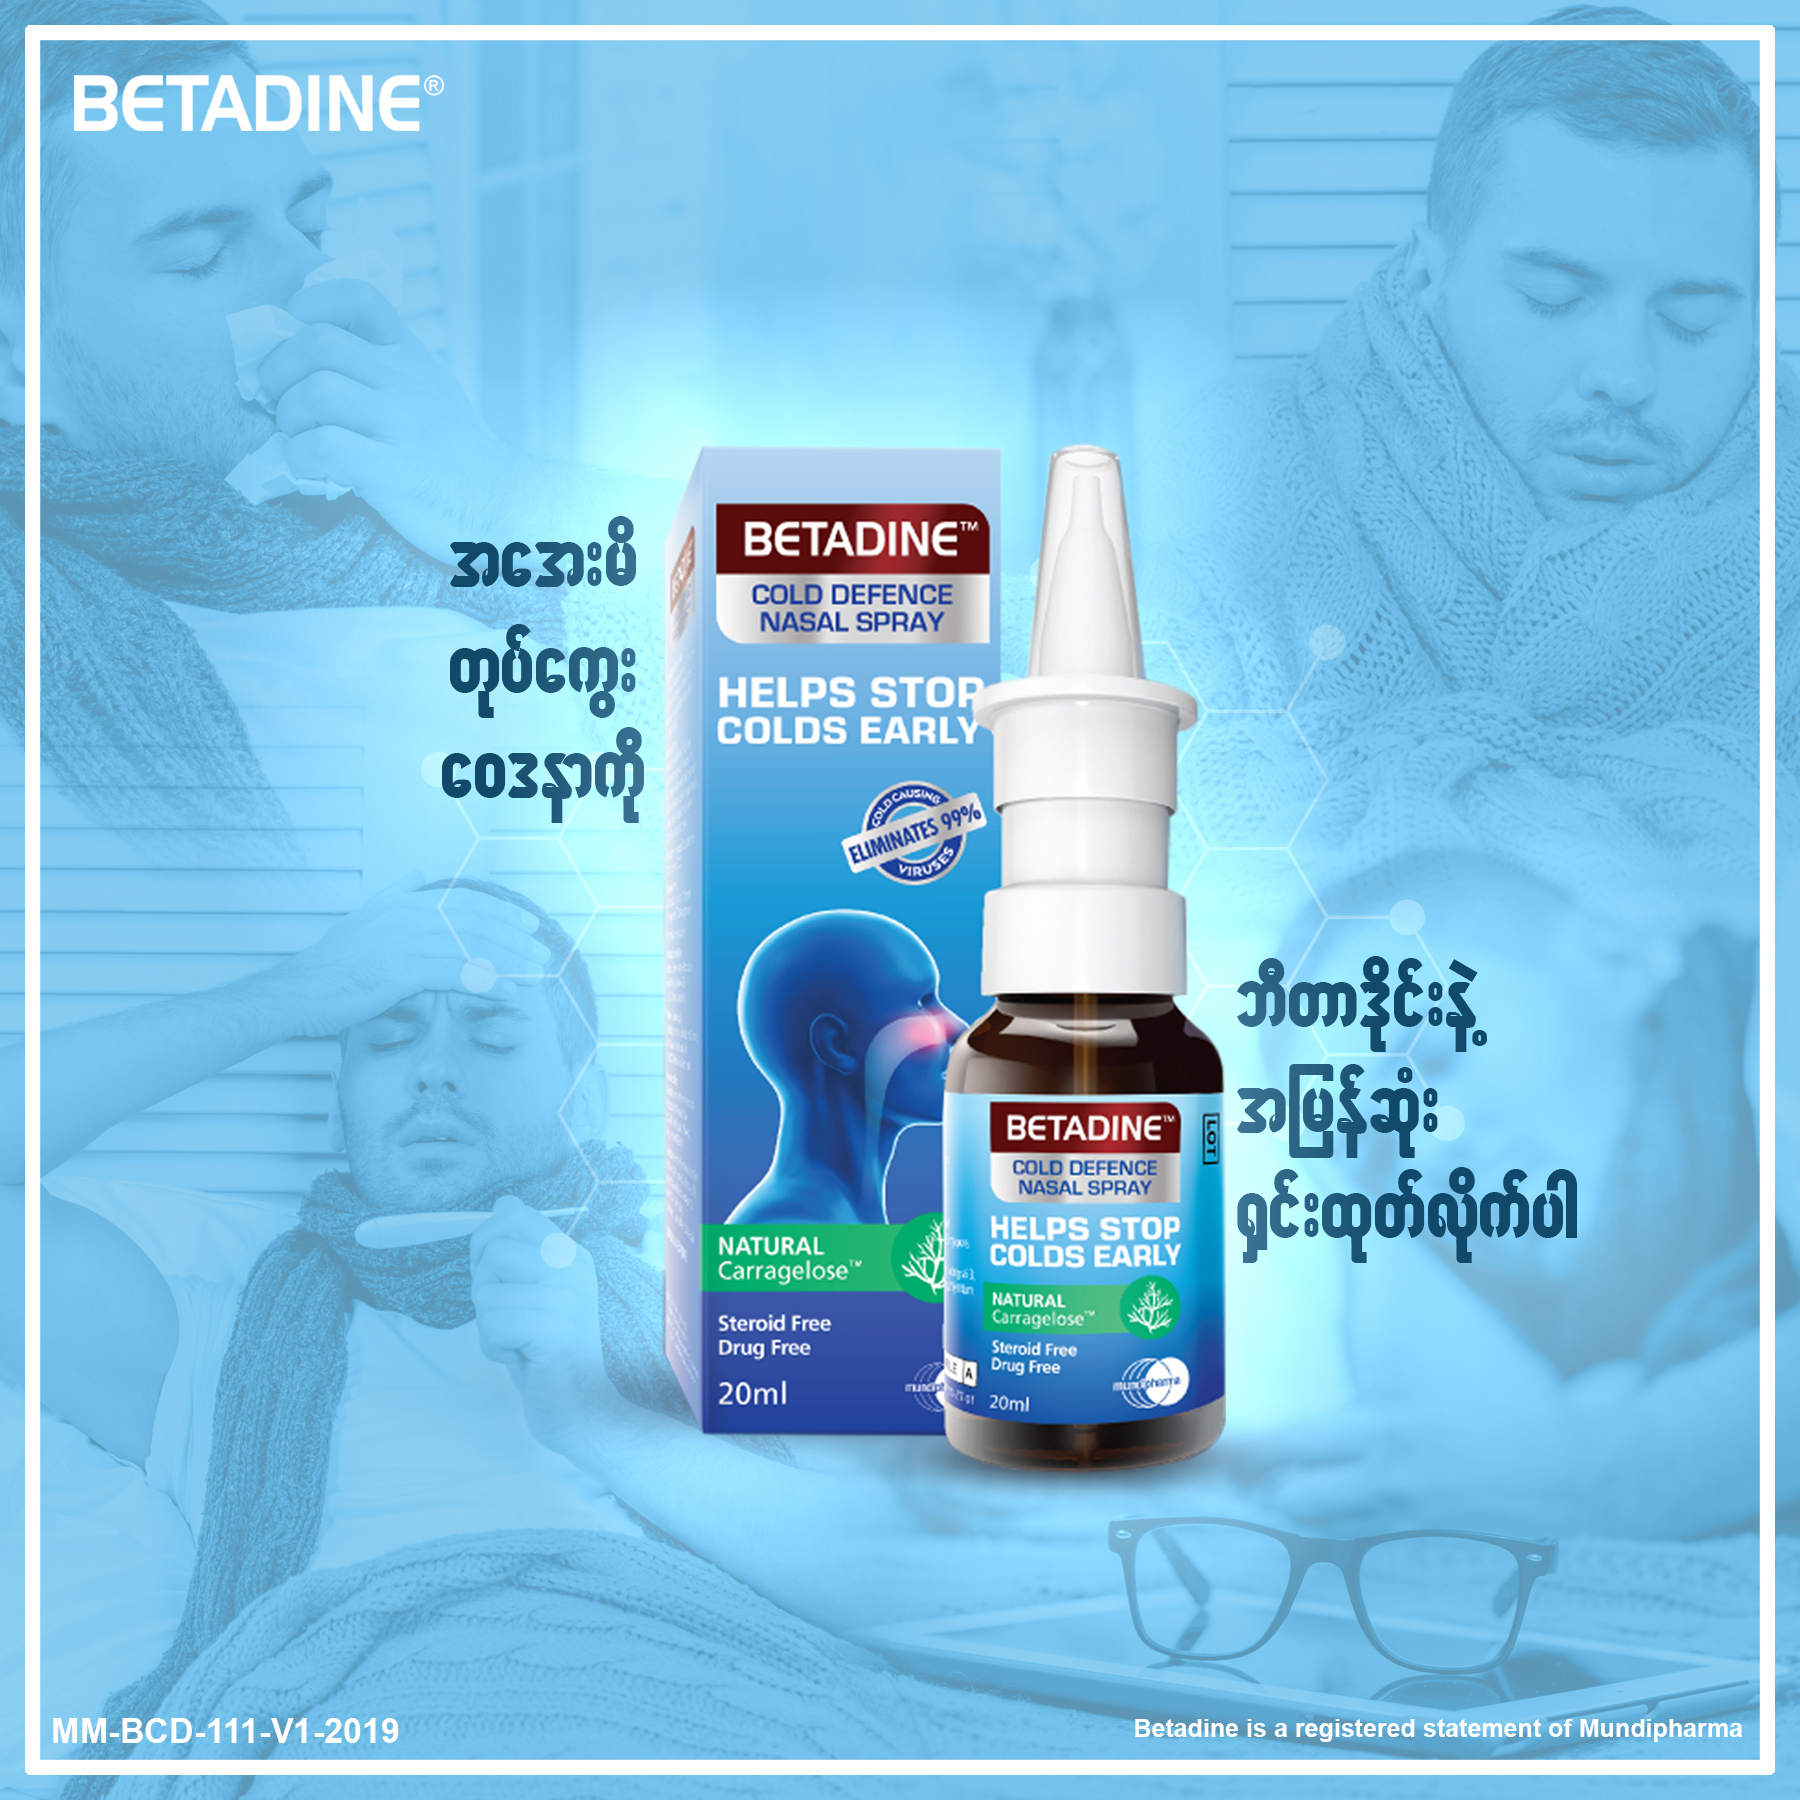 BETADINE®
အအေးမိ
တုပ်ကွေး
ဝေဒနာကို
BETADINE™
COLD DEFENCE
NASAL SPRAY
HELPS STOP
COLDS EARLY
COLD CAUSING
ELIMINATES 99%
VIRUSES
NATURAL
Carragelose™
Steroid Free
Drug Free
20ml
BETADINE™
LOT
COLD DEFENCE
NASAL SPRAY
HELPS STOP
COLDS EARLY
NATURAL
Carragelose™
Steroid Free
Drug Free
A
mundipharma
20ml
ဘီတာဒိုင်းနဲ့
အမြန်ဆုံး
ရှင်းထုတ်လိုက်ပါ
MM-BCD-111-V1-2019
Betadine is a registered statement of Mundipharma